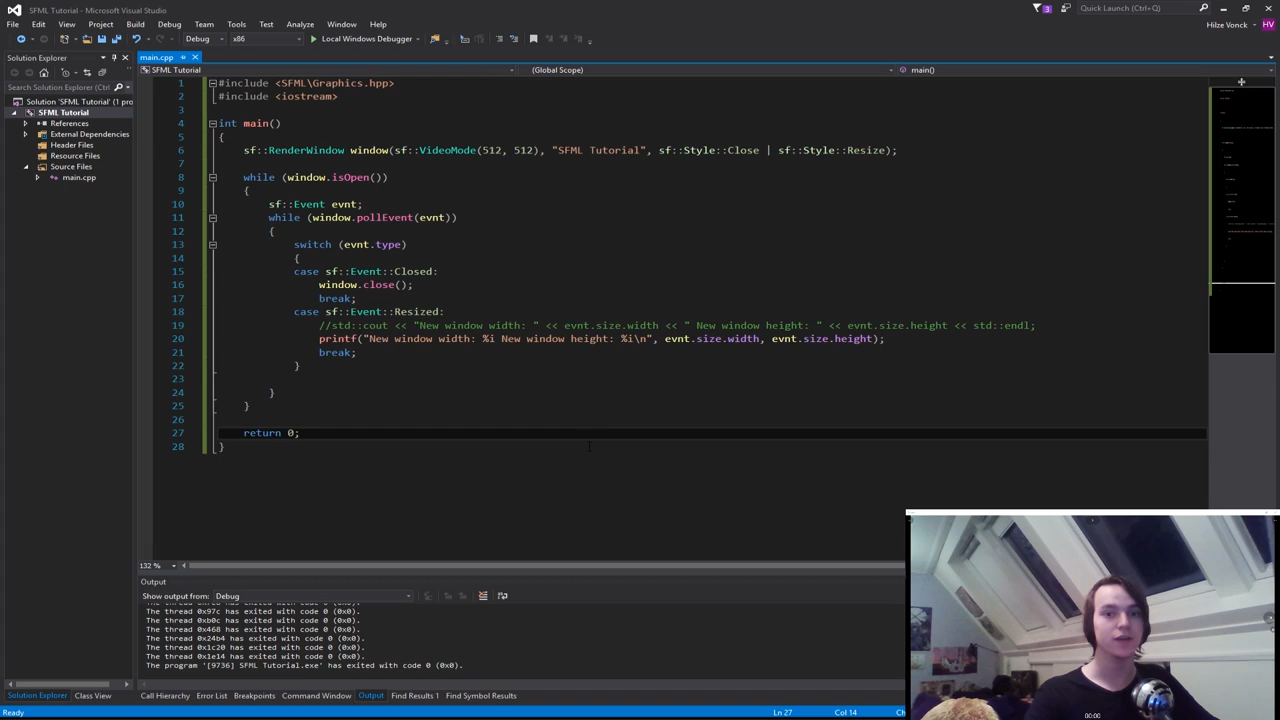 SFML Tutorial - Microsoft Visual Studio
3
Quick Launch (Ctrl+Q)
File Edit View Project Build Debug Team Tools Test Analyze Window Help
Hilze Vonck
HV
Debug x86 Local Windows Debugger
Solution Explorer
Search Solution Explorer (Ctrl+;)
Solution 'SFML Tutorial' (1 pro
SFML Tutorial
References
External Dependencies
Header Files
Resource Files
Source Files
main.cpp
main.cpp
SFML Tutorial (Global Scope) main()
1 #include <SFML\Graphics.hpp>
2 #include <iostream>
3
4 int main()
5 {
6 sf::RenderWindow window(sf::VideoMode(512, 512), "SFML Tutorial", sf::Style::Close | sf::Style::Resize);
7
8 while (window.isOpen())
9 {
10 sf::Event evnt;
11 while (window.pollEvent(evnt))
12 {
13 switch (evnt.type)
14 {
15 case sf::Event::Closed:
16 window.close();
17 break;
18 case sf::Event::Resized:
19 //std::cout << "New window width: " << evnt.size.width << " New window height: " << evnt.size.height << std::endl;
20 printf("New window width: %i New window height: %i\n", evnt.size.width, evnt.size.height);
21 break;
22 }
23
24 }
25 }
26
27 return 0;
28 }
132 %
Output
Show output from: Debug
The thread 0xb0c has exited with code 0 (0x0).
The thread 0x97c has exited with code 0 (0x0).
The thread 0x468 has exited with code 0 (0x0).
The thread 0x24b4 has exited with code 0 (0x0).
The thread 0x1c20 has exited with code 0 (0x0).
The thread 0x1e14 has exited with code 0 (0x0).
The program '[9736] SFML Tutorial.exe' has exited with code 0 (0x0).
Solution Explorer Class View
Call Hierarchy Error List Breakpoints Command Window Output Find Results 1 Find Symbol Results
Ready Ln 27 Col 14 Ch
00:00